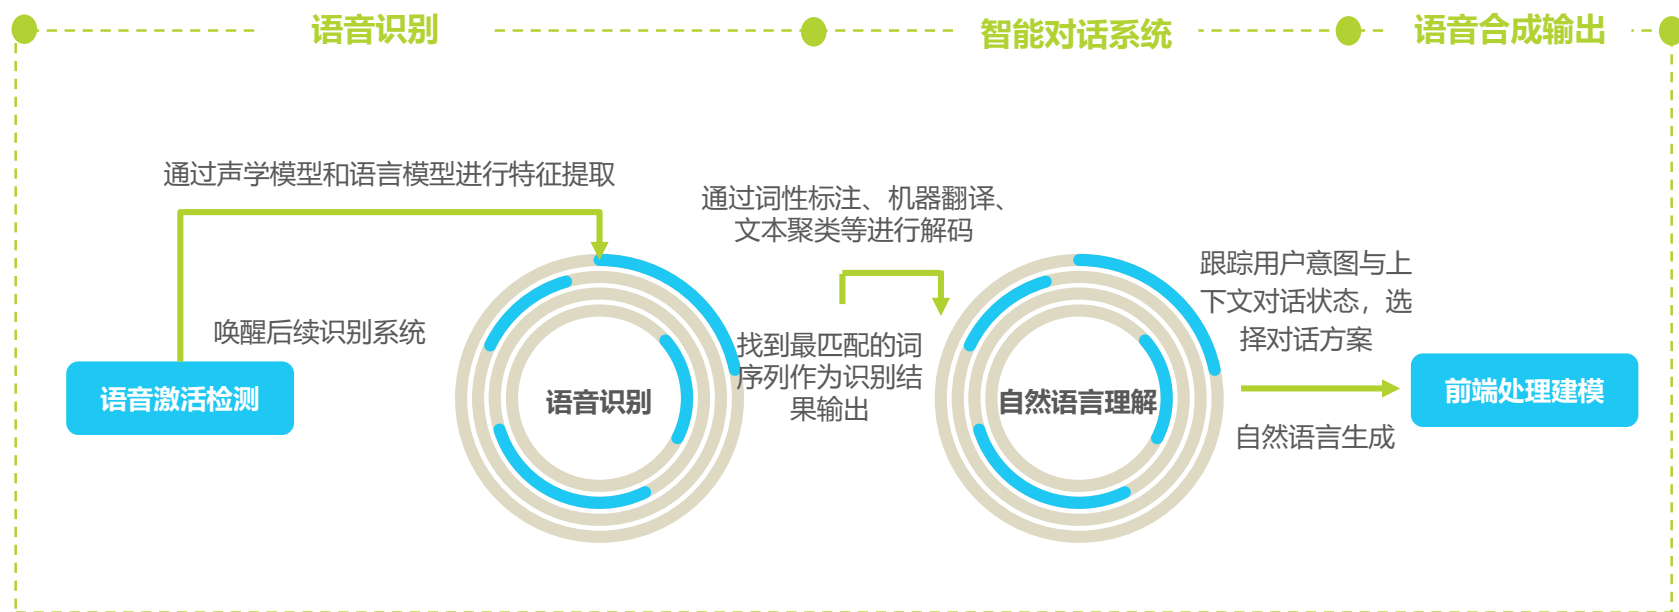 语音识别
智能对话系统
语音合成输出
通过声学模型和语言模型进行特征提取
唤醒后续识别系统
语音激活检测
语音识别
通过词性标注、机器翻译、
文本聚类等进行解码
找到最匹配的词
序列作为识别结
果输出
自然语言理解
跟踪用户意图与上
下文对话状态，选
择对话方案
自然语言生成
前端处理建模